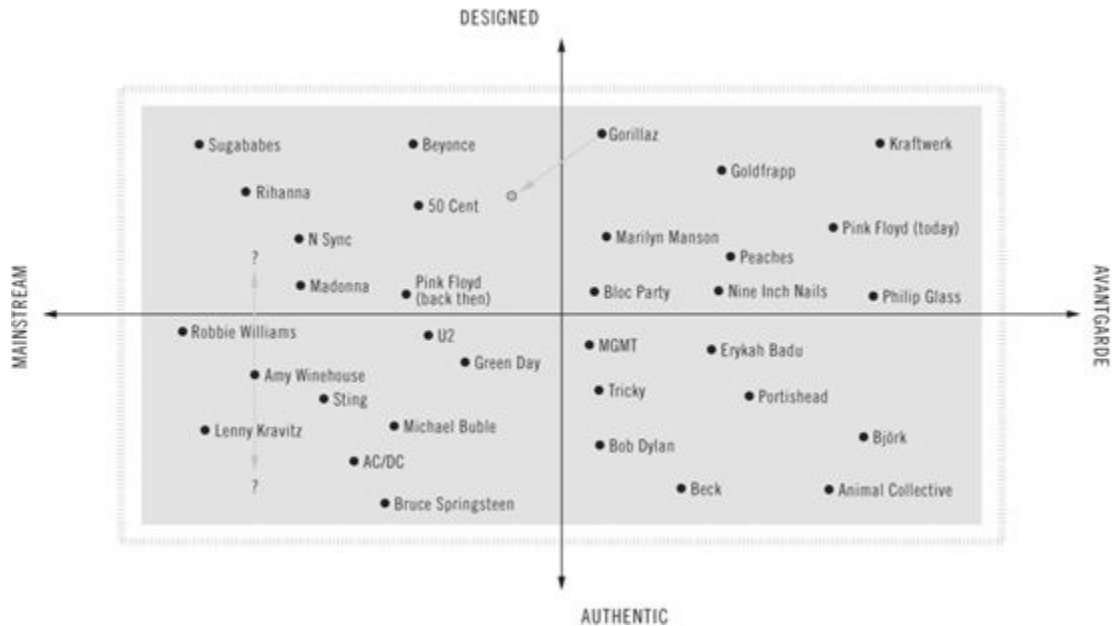 DESIGNED
Gorillaz
Sugababes
Beyonce
Kraftwerk
Goldfrapp
Rihanna
50 Cent
Pink Floyd (today)
N Sync
Marilyn Manson
?
Peaches
Madonna
Pink Floyd
(back then)
Bloc Party
Nine Inch Nails
Philip Glass
MAINSTREAM
AVANTGARDE
Robbie Williams
U2
MGMT
Erykah Badu
Green Day
Amy Winehouse
Sting
Tricky
Portishead
Lenny Kravitz
Michael Buble
Bob Dylan
Björk
AC/DC
?
Beck
Animal Collective
Bruce Springsteen
AUTHENTIC